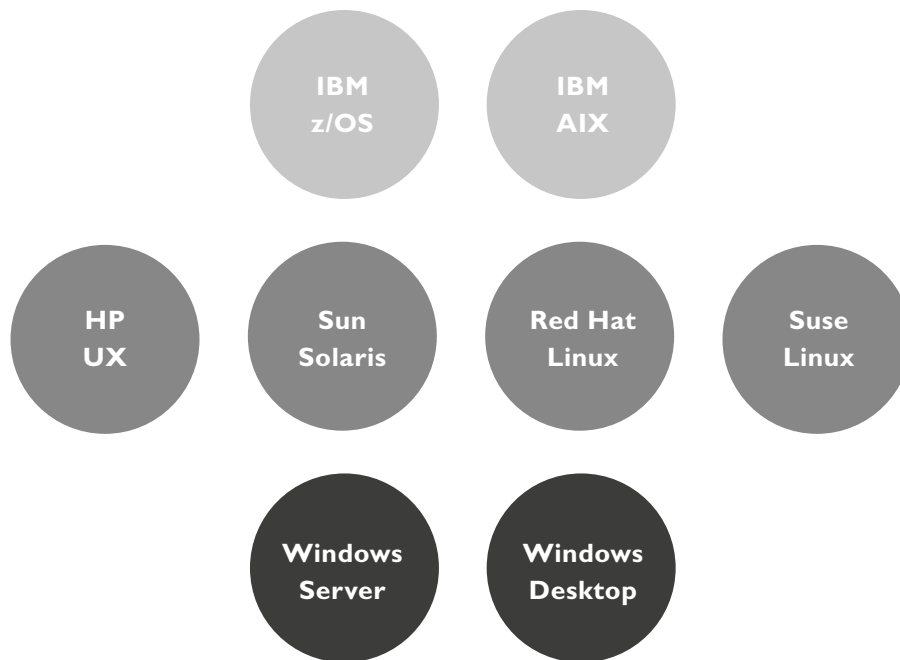 IBM
z/OS
IBM
AIX
HP
UX
Sun
Solaris
Red Hat
Linux
Suse
Linux
Windows
Server
Windows
Desktop